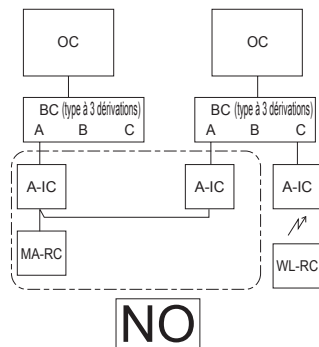 OC OC
BC (type à 3 dérivations) BC (type à 3 dérivations)
A B C A B C
A-IC A-IC A-IC
MA-RC WL-RC
NO